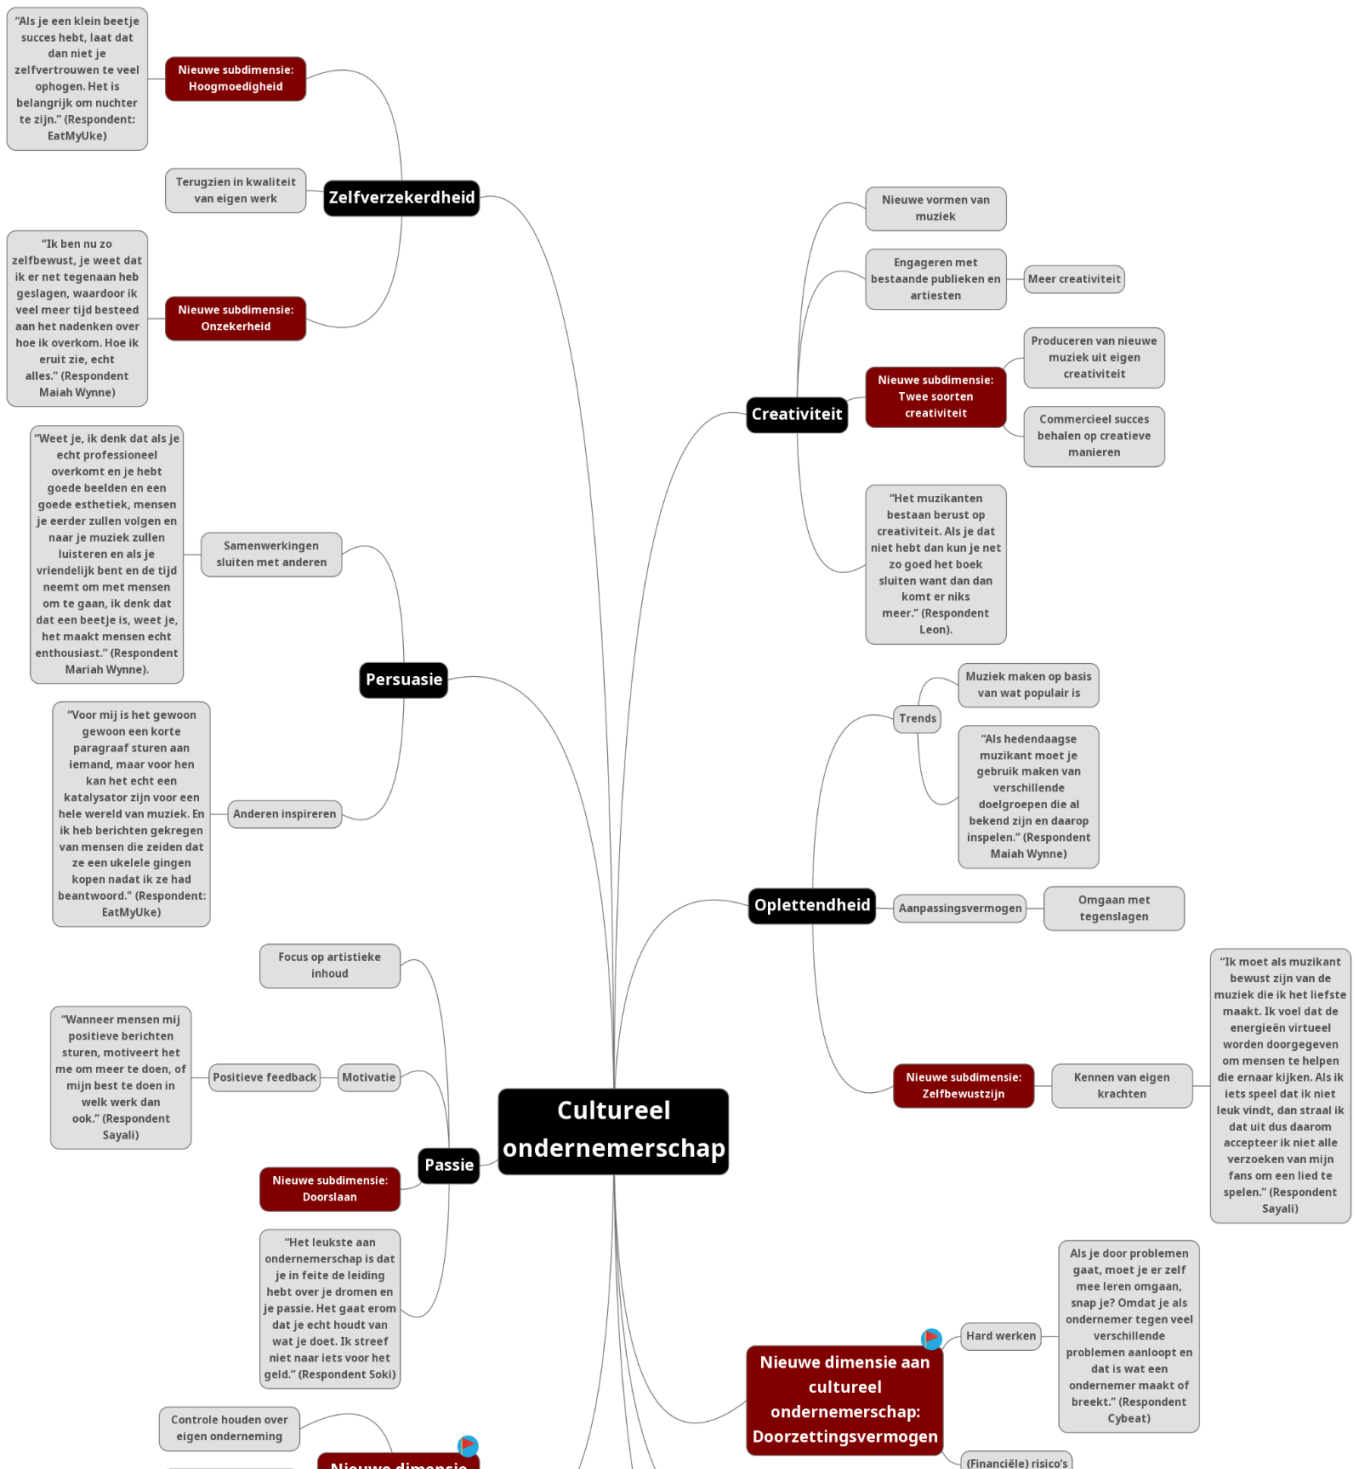 “Als je een klein beetje
succes hebt, laat dat
dan niet je
zelfvertrouwen te veel
ophogen. Het is
belangrijk om nuchter
te zijn.” (Respondent:
EatMyUke)
Nieuwe subdimensie:
Hoogmoedigheid
Terugzien in kwaliteit
van eigen werk
Zelfverzekerdheid
“Ik ben nu zo
zelfbewust, je weet dat
ik er net tegenaan heb
geslagen, waardoor ik
veel meer tijd besteed
aan het nadenken over
hoe ik overkom. Hoe ik
eruit zie, echt
alles.” (Respondent
Maiah Wynne)
Nieuwe subdimensie:
Onzekerheid
“Weet je, ik denk dat als je
echt professioneel
overkomt en je hebt
goede beelden en een
goede esthetiek, mensen
je eerder zullen volgen en
naar je muziek zullen
luisteren en als je
vriendelijk bent en de tijd
neemt om met mensen
om te gaan, ik denk dat
dat een beetje is, weet je,
het maakt mensen echt
enthousiast.” (Respondent
Mariah Wynne).
Samenwerkingen
sluiten met anderen
Persuasie
“Voor mij is het gewoon
gewoon een korte
paragraaf sturen aan
iemand, maar voor hen
kan het echt een
katalysator zijn voor een
hele wereld van muziek. En
ik heb berichten gekregen
van mensen die zeiden dat
ze een ukelele gingen
kopen nadat ik ze had
beantwoord." (Respondent:
EatMyUke)
Anderen inspireren
Focus op artistieke
inhoud
“Wanneer mensen mij
positieve berichten
sturen, motiveert het
me om meer te doen, of
mijn best te doen in
welk werk dan
ook.” (Respondent
Sayali)
Positieve feedback
Motivatie
Passie
Nieuwe subdimensie:
Doorslaan
“Het leukste aan
ondernemerschap is dat
je in feite de leiding
hebt over je dromen en
je passie. Het gaat erom
dat je echt houdt van
wat je doet. Ik streef
niet naar iets voor het
geld.” (Respondent Soki)
Controle houden over
eigen onderneming
Nieuwe dimensie
Cultureel
ondernemerschap
Nieuwe vormen van
muziek
Engageren met
bestaande publieken en
artiesten
Meer creativiteit
Creativiteit
Nieuwe subdimensie:
Twee soorten
creativiteit
Produceren van nieuwe
muziek uit eigen
creativiteit
Commercieel succes
behalen op creatieve
manieren
“Het muzikanten
bestaan berust op
creativiteit. Als je dat
niet hebt dan kun je net
zo goed het boek
sluiten want dan dan
komt er niks
meer.” (Respondent
Leon).
Trends
Muziek maken op basis
van wat populair is
“Als hedendaagse
muzikant moet je
gebruik maken van
verschillende
doelgroepen die al
bekend zijn en daarop
inspelen.” (Respondent
Maiah Wynne)
Oplettendheid
Aanpassingsvermogen
Omgaan met
tegenslagen
Nieuwe subdimensie:
Zelfbewustzijn
Kennen van eigen
krachten
“Ik moet als muzikant
bewust zijn van de
muziek die ik het liefste
maakt. Ik voel dat de
energieën virtueel
worden doorgegeven
om mensen te helpen
die ernaar kijken. Als ik
iets speel dat ik niet
leuk vindt, dan straal ik
dat uit dus daarom
accepteer ik niet alle
verzoeken van mijn
fans om een lied te
spelen.” (Respondent
Sayali)
Nieuwe dimensie aan
cultureel
ondernemerschap:
Doorzettingsvermogen
Hard werken
Als je door problemen
gaat, moet je er zelf
mee leren omgaan,
snap je? Omdat je als
ondernemer tegen veel
verschillende
problemen aanloopt en
dat is wat een
ondernemer maakt of
breekt.” (Respondent
Cybeat)
(Financiële) risico’s